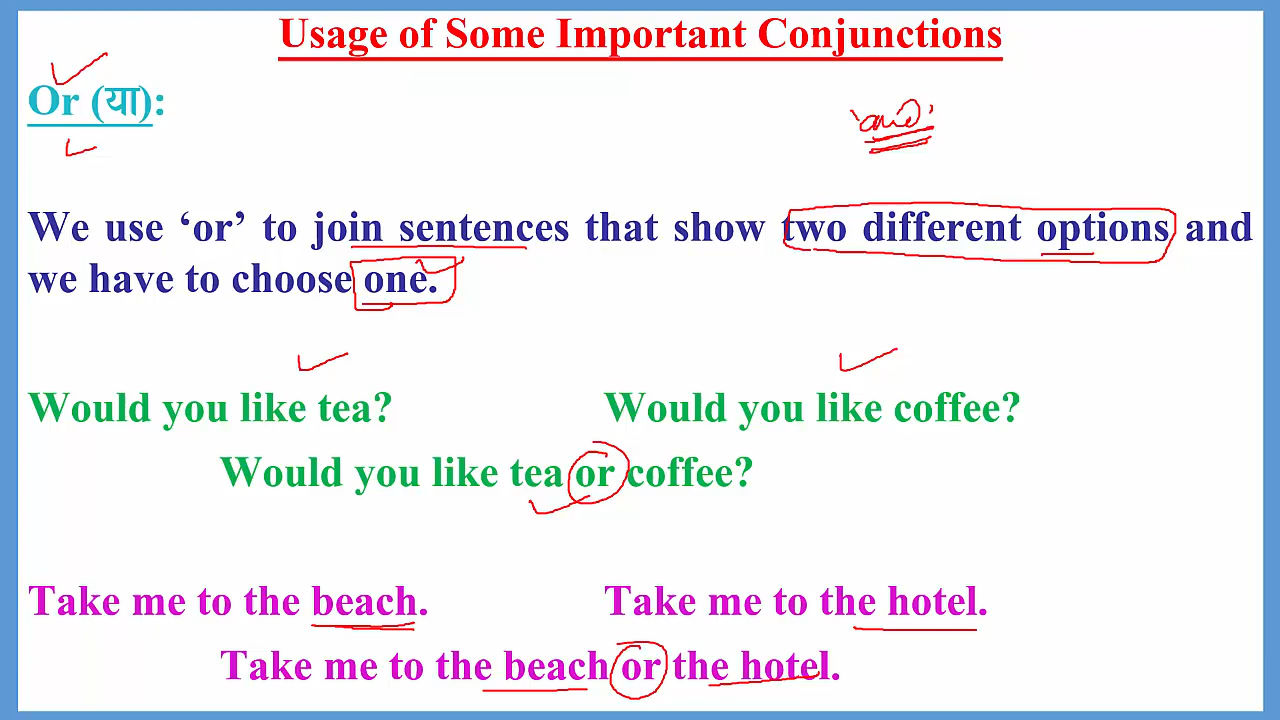 Usage of Some Important Conjunctions
Or (या):
'and'
We use ‘or’ to join sentences that show two different options and
we have to choose one.
Would you like tea? Would you like coffee?
Would you like tea or coffee?
Take me to the beach. Take me to the hotel.
Take me to the beach or the hotel.